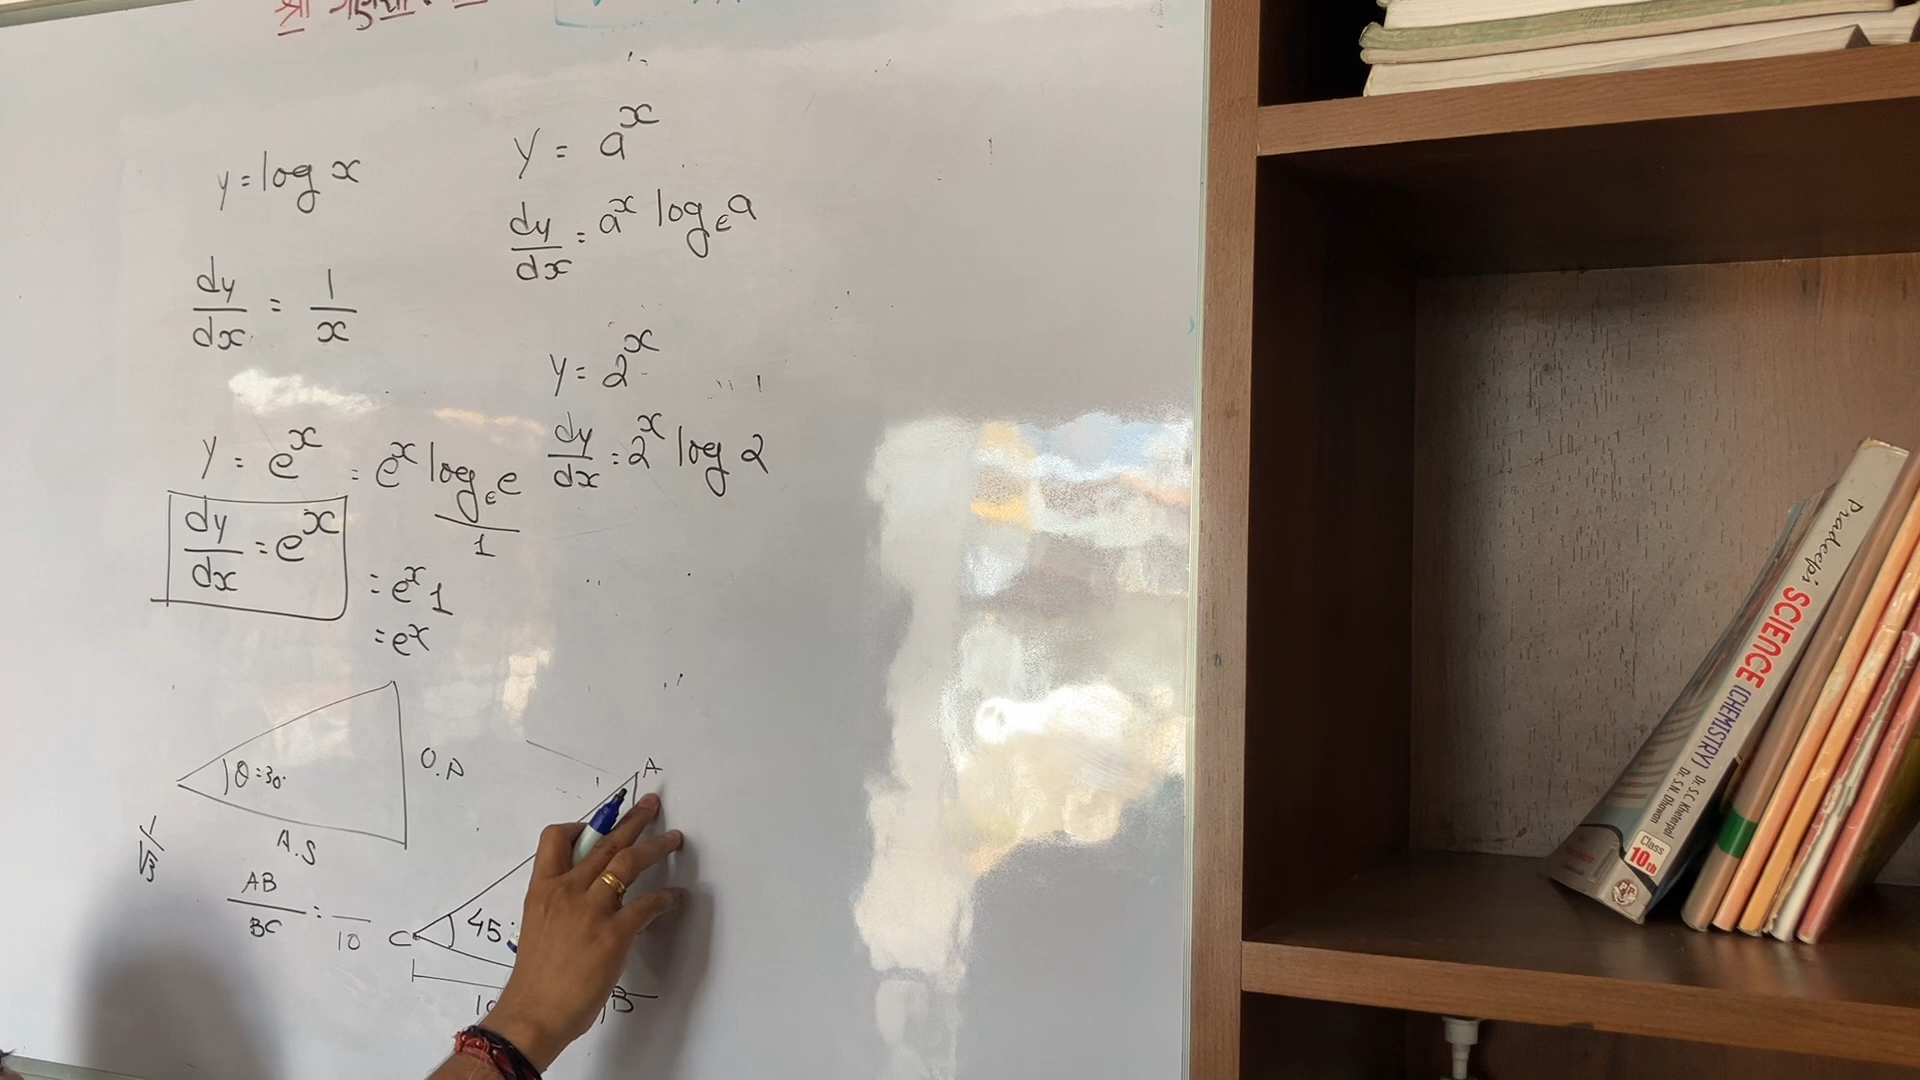 श्री
y = log x
dy/dx = 1/x
y = a^x
dy/dx = a^x log_e a
y = 2^x
dy/dx = 2^x log 2
y = e^x = e^x log_e e
1
dy/dx = e^x
= e^x 1
= e^x
θ = 30°
A.S
1/√3
AB/BC = /10
A
C
45
B
Pradeep's SCIENCE (CHEMISTRY)
Dr. S.C. Kheterpal
Dr. S.N. Dhawan
Class
10th